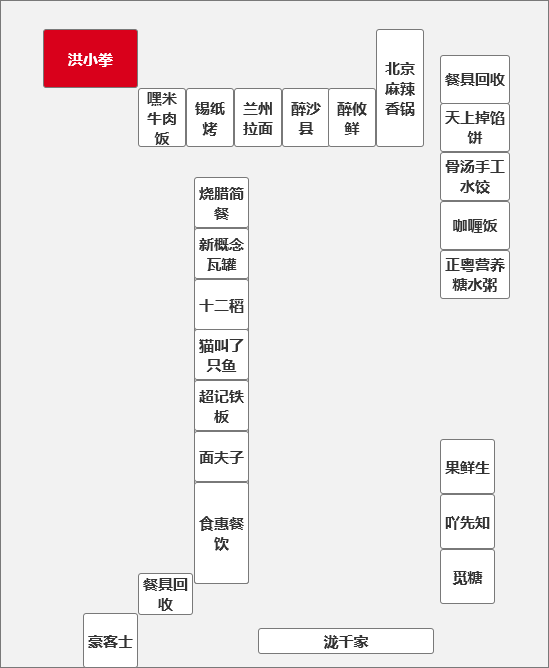 洪小拳
嘿米
牛肉
饭
锡纸
烤
兰州
拉面
醉沙
县
醉攸
鲜
北京
麻辣
香锅
餐具回收
天上掉馅
饼
骨汤手工
水饺
咖喱饭
正粤营养
糖水粥
烧腊简
餐
新概念
瓦罐
十二稻
猫叫了
只鱼
超记铁
板
面夫子
食惠餐
饮
餐具回
收
豪客士
泷千家
果鲜生
吖先知
觅糖